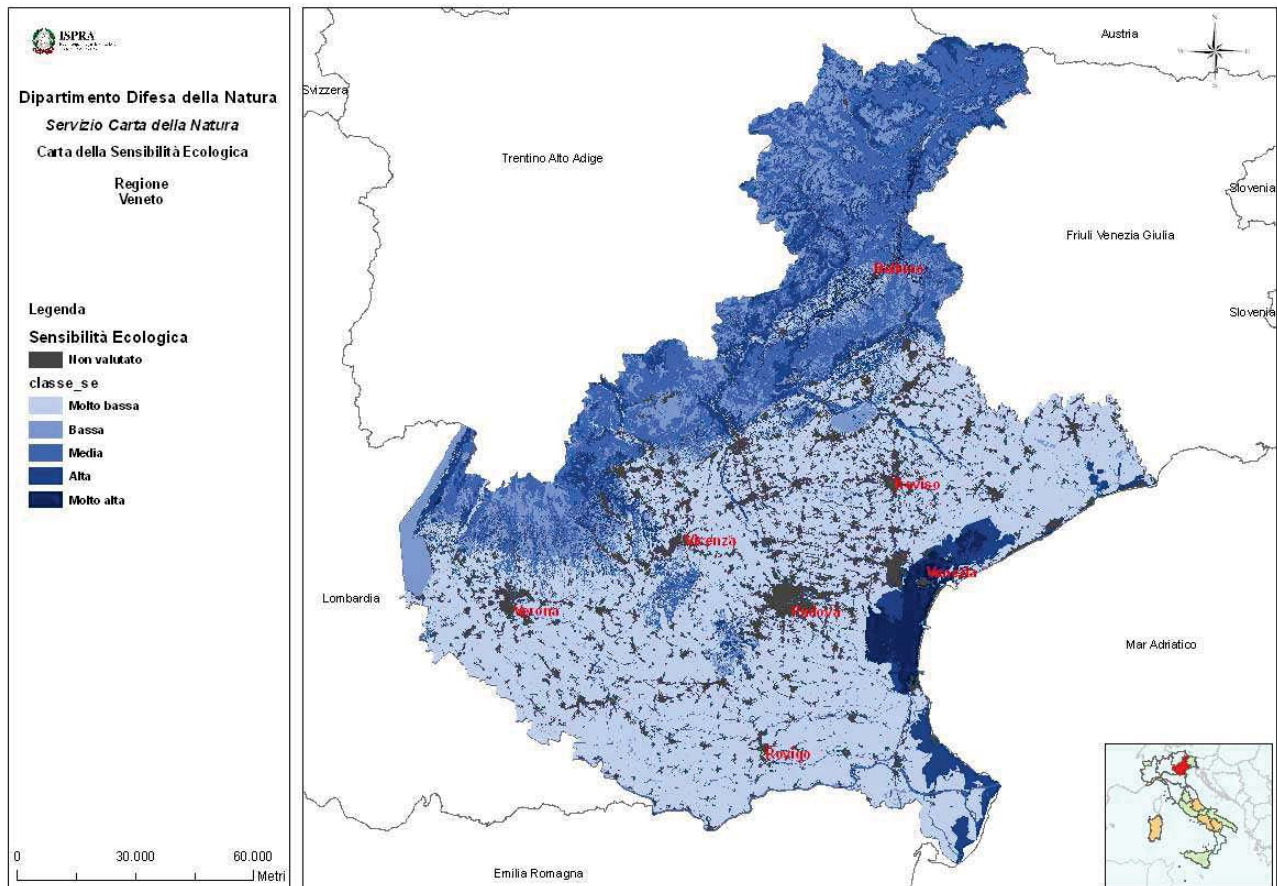 ISPRA
Dipartimento Difesa della Natura
Servizio Carta della Natura
Carta della Sensibilità Ecologica
Regione
Veneto
Legenda
Sensibilità Ecologica
Non valutato
classe_se
Molto bassa
Bassa
Media
Alta
Molto alta
0 30.000 60.000
Metri
Austria
N
W E
S
Svizzera
Trentino Alto Adige
Slovenia
Friuli Venezia Giulia
Belluno
Slovenia
Treviso
Vicenza
Venezia
Lombardia
Verona
Padova
Mar Adriatico
Rovigo
Emilia Romagna